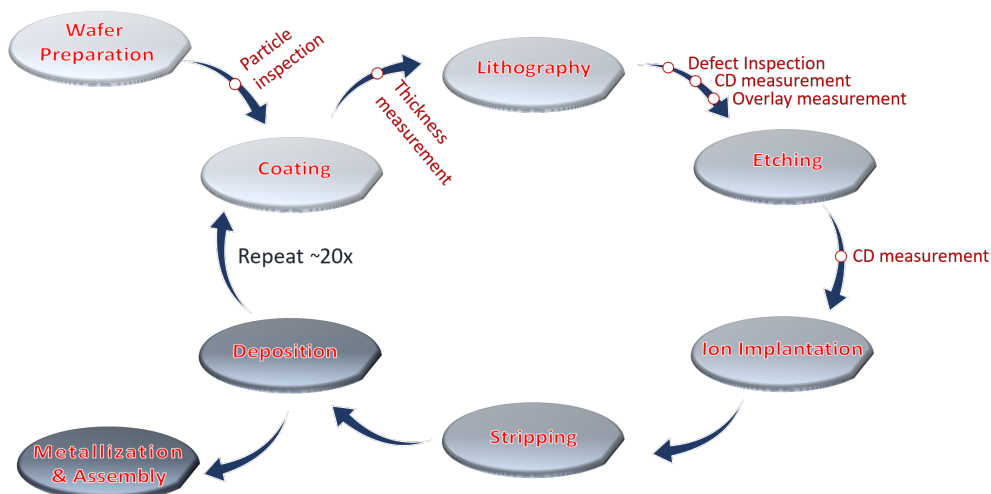 Wafer
Preparation
Particle
inspection
Coating
Thickness
measurement
Lithography
Defect Inspection
CD measurement
Overlay measurement
Etching
CD measurement
Ion Implantation
Stripping
Deposition
Repeat ~20x
Metallization
& Assembly